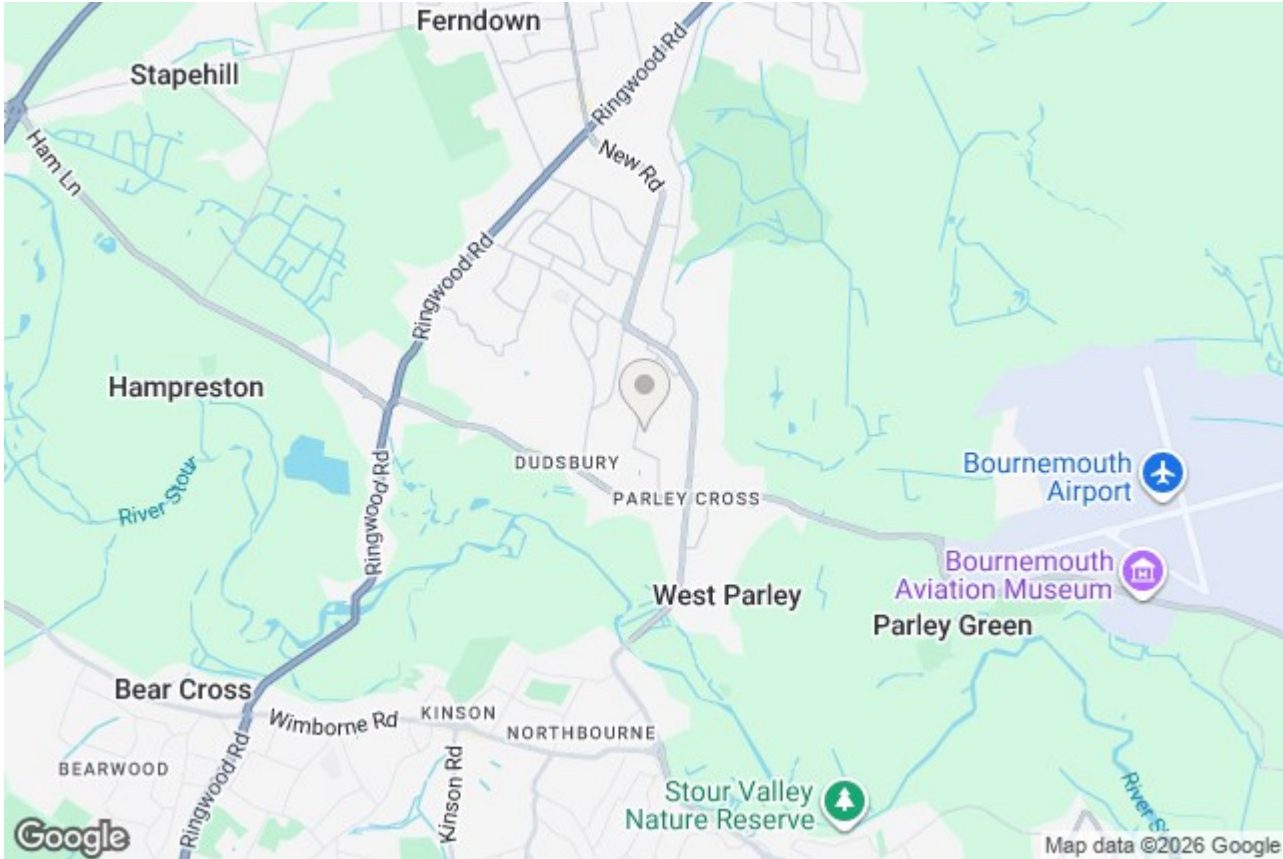 Ferndown
Stapehill
Ringwood Rd
New Rd
Ham Ln
Ringwood Rd
Hampreston
DUDSBURY
PARLEY CROSS
Bournemouth
Airport
River Stour
Ringwood Rd
Bournemouth
Aviation Museum
West Parley
Parley Green
Bear Cross
Wimborne Rd
KINSON
NORTHBOURNE
BEARWOOD
Ringwood Rd
Kinson Rd
Stour Valley
Nature Reserve
River
Google
Map data ©2026 Google